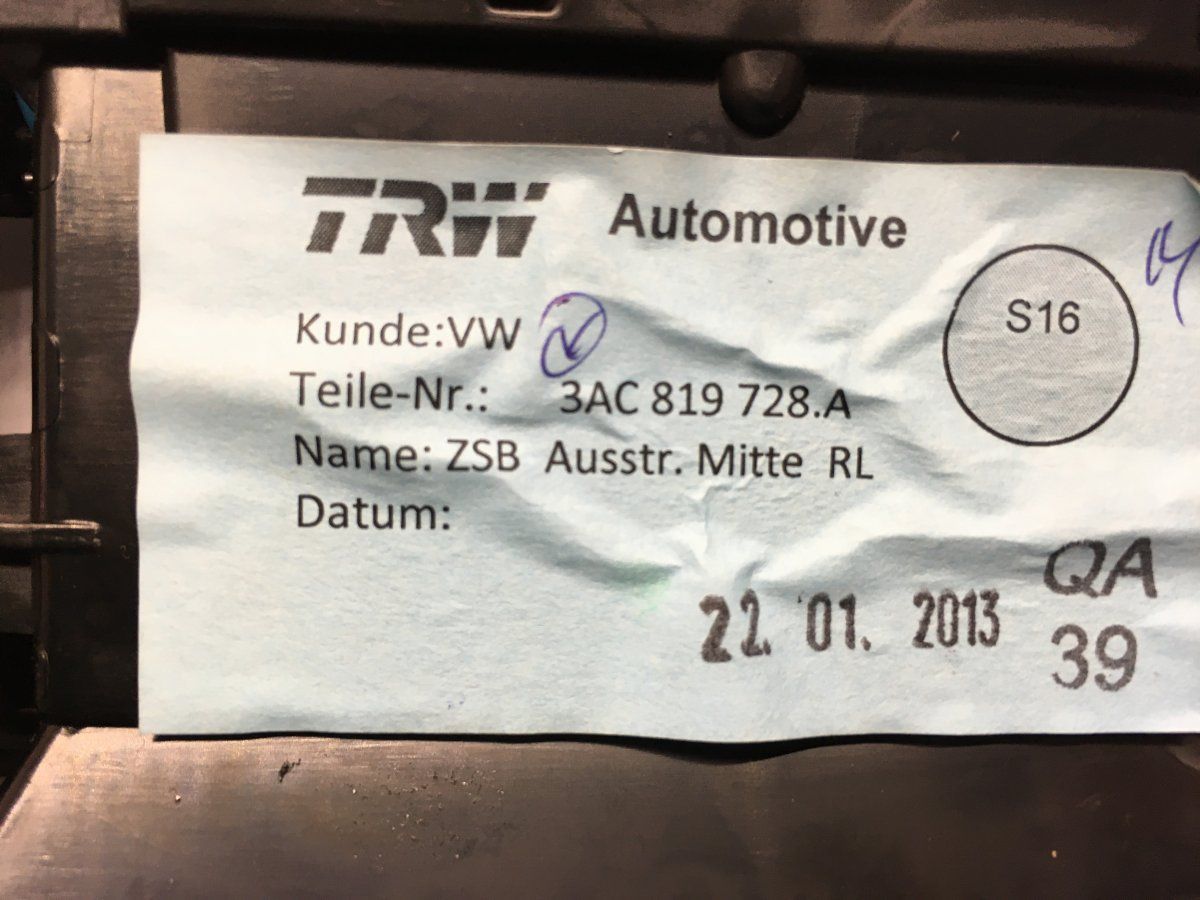 TRW Automotive
S16
Kunde:VW
Teile-Nr.: 3AC 819 728.A
Name: ZSB Ausstr. Mitte RL
Datum:
22. 01. 2013
QA
39